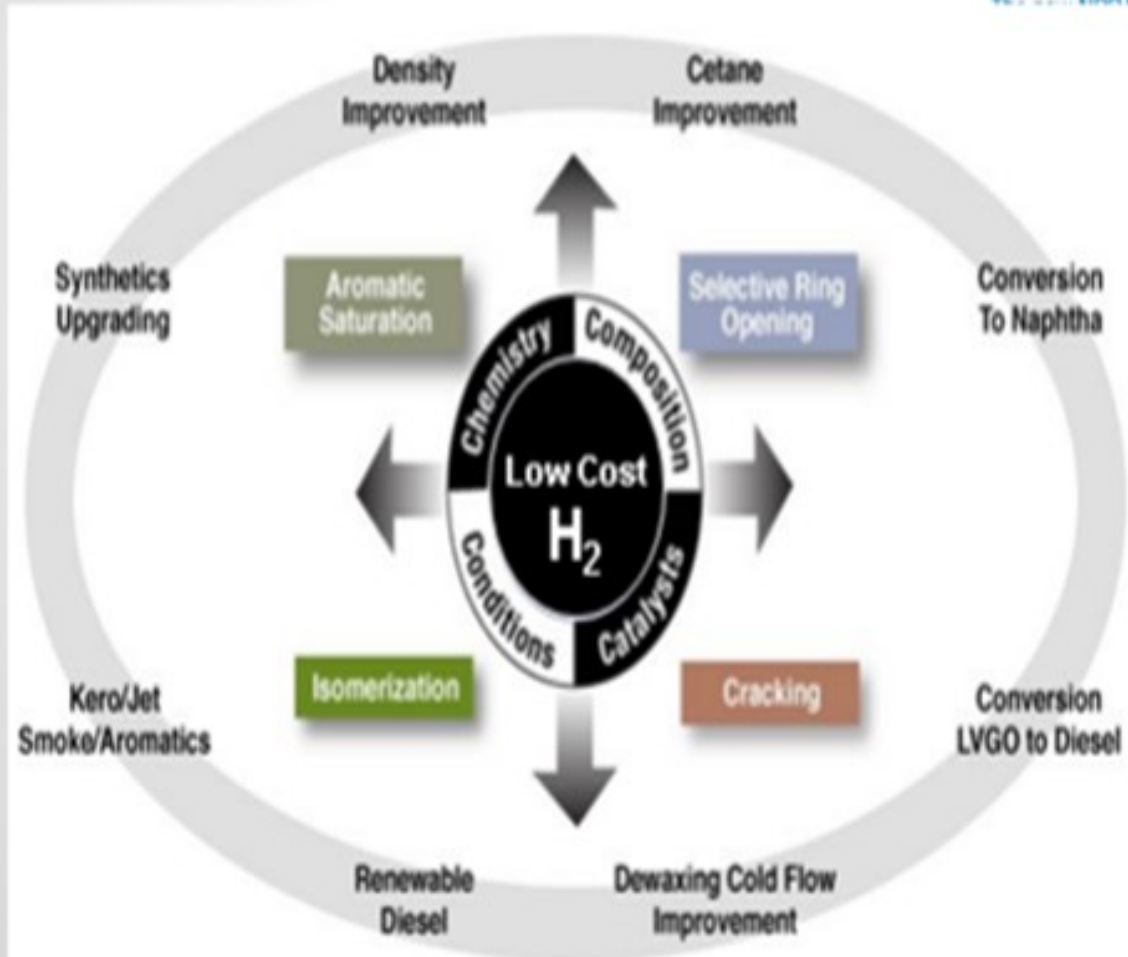 Density
Improvement
Cetane
Improvement
Synthetics
Upgrading
Aromatic
Saturation
Selective Ring
Opening
Conversion
To Naphtha
Chemistry
Composition
Low Cost
H₂
Conditions
Catalysts
Kero/Jet
Smoke/Aromatics
Isomerization
Cracking
Conversion
LVGO to Diesel
Renewable
Diesel
Dewaxing Cold Flow
Improvement